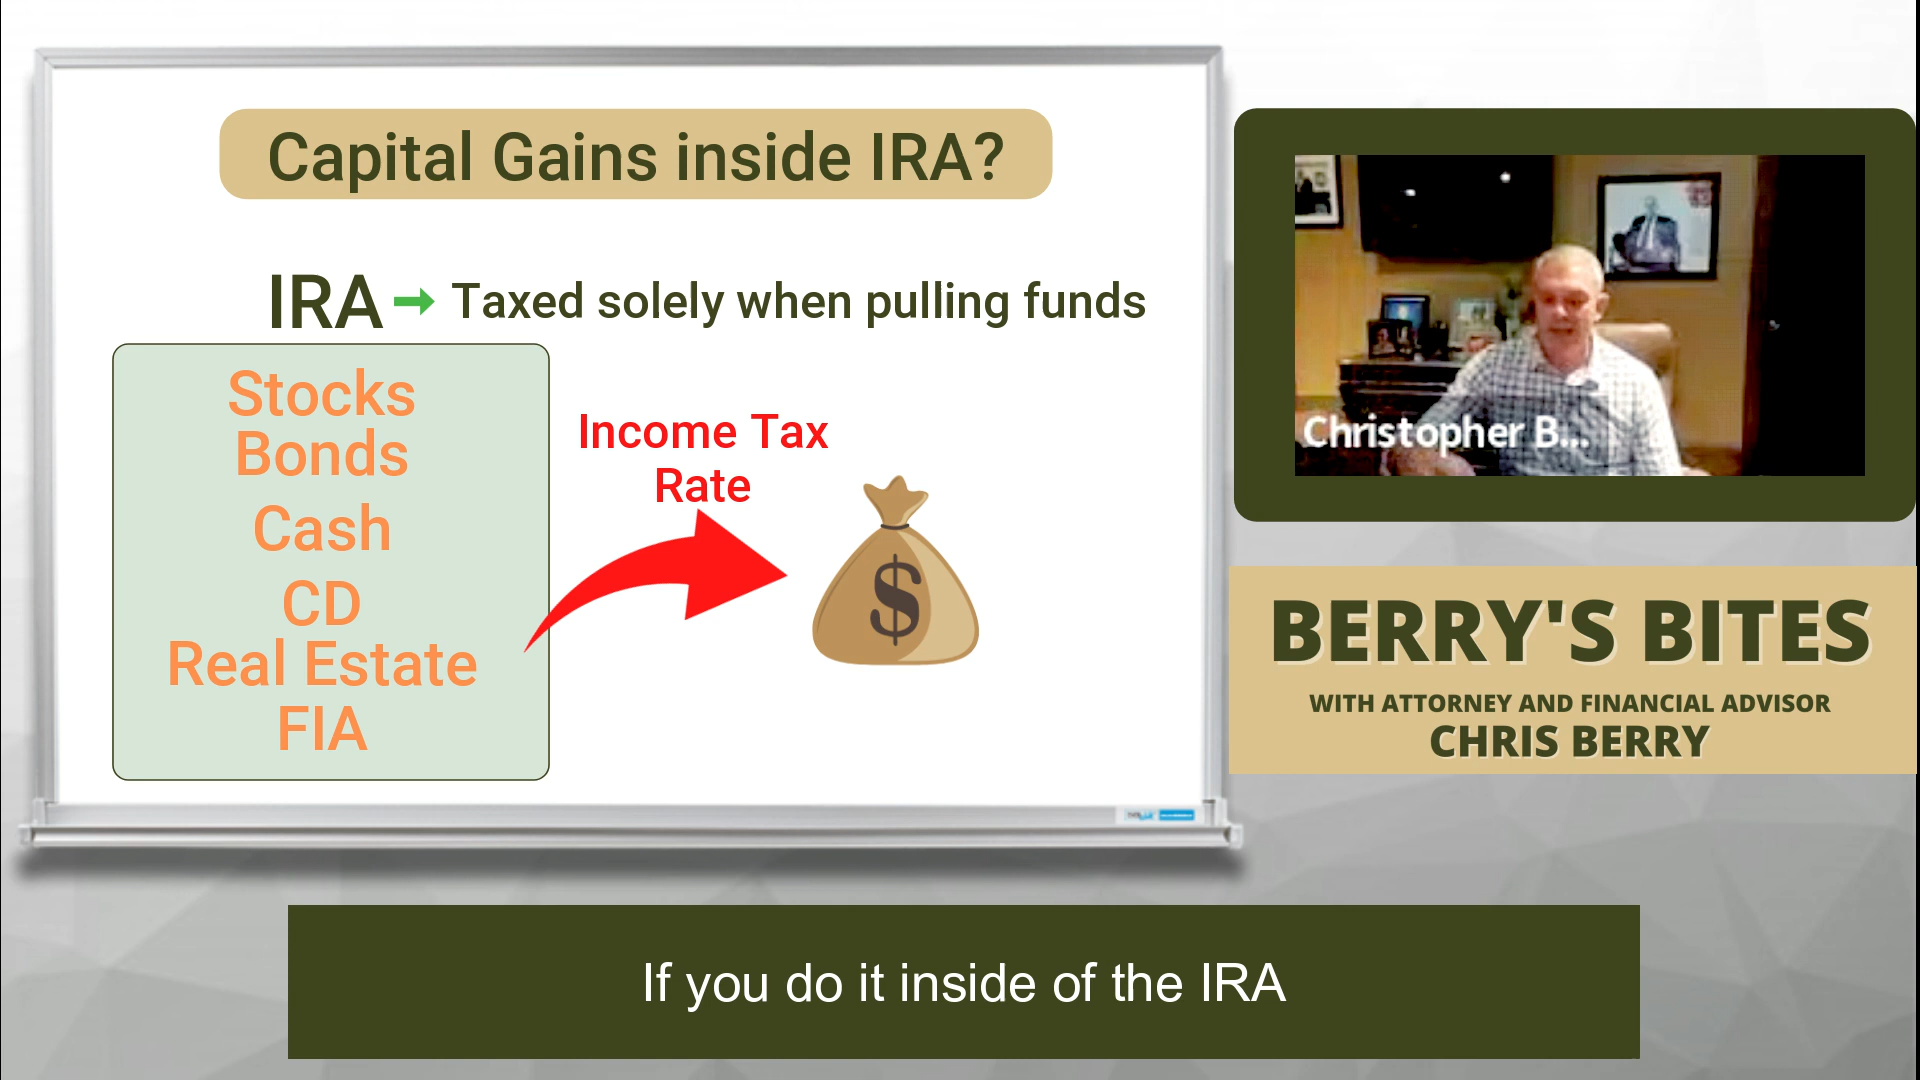 Capital Gains inside IRA?
IRA Taxed solely when pulling funds
Stocks
Bonds
Cash
CD
Real Estate
FIA
Income Tax
Rate
$
Christopher B...
BERRY'S BITES
WITH ATTORNEY AND FINANCIAL ADVISOR
CHRIS BERRY
If you do it inside of the IRA